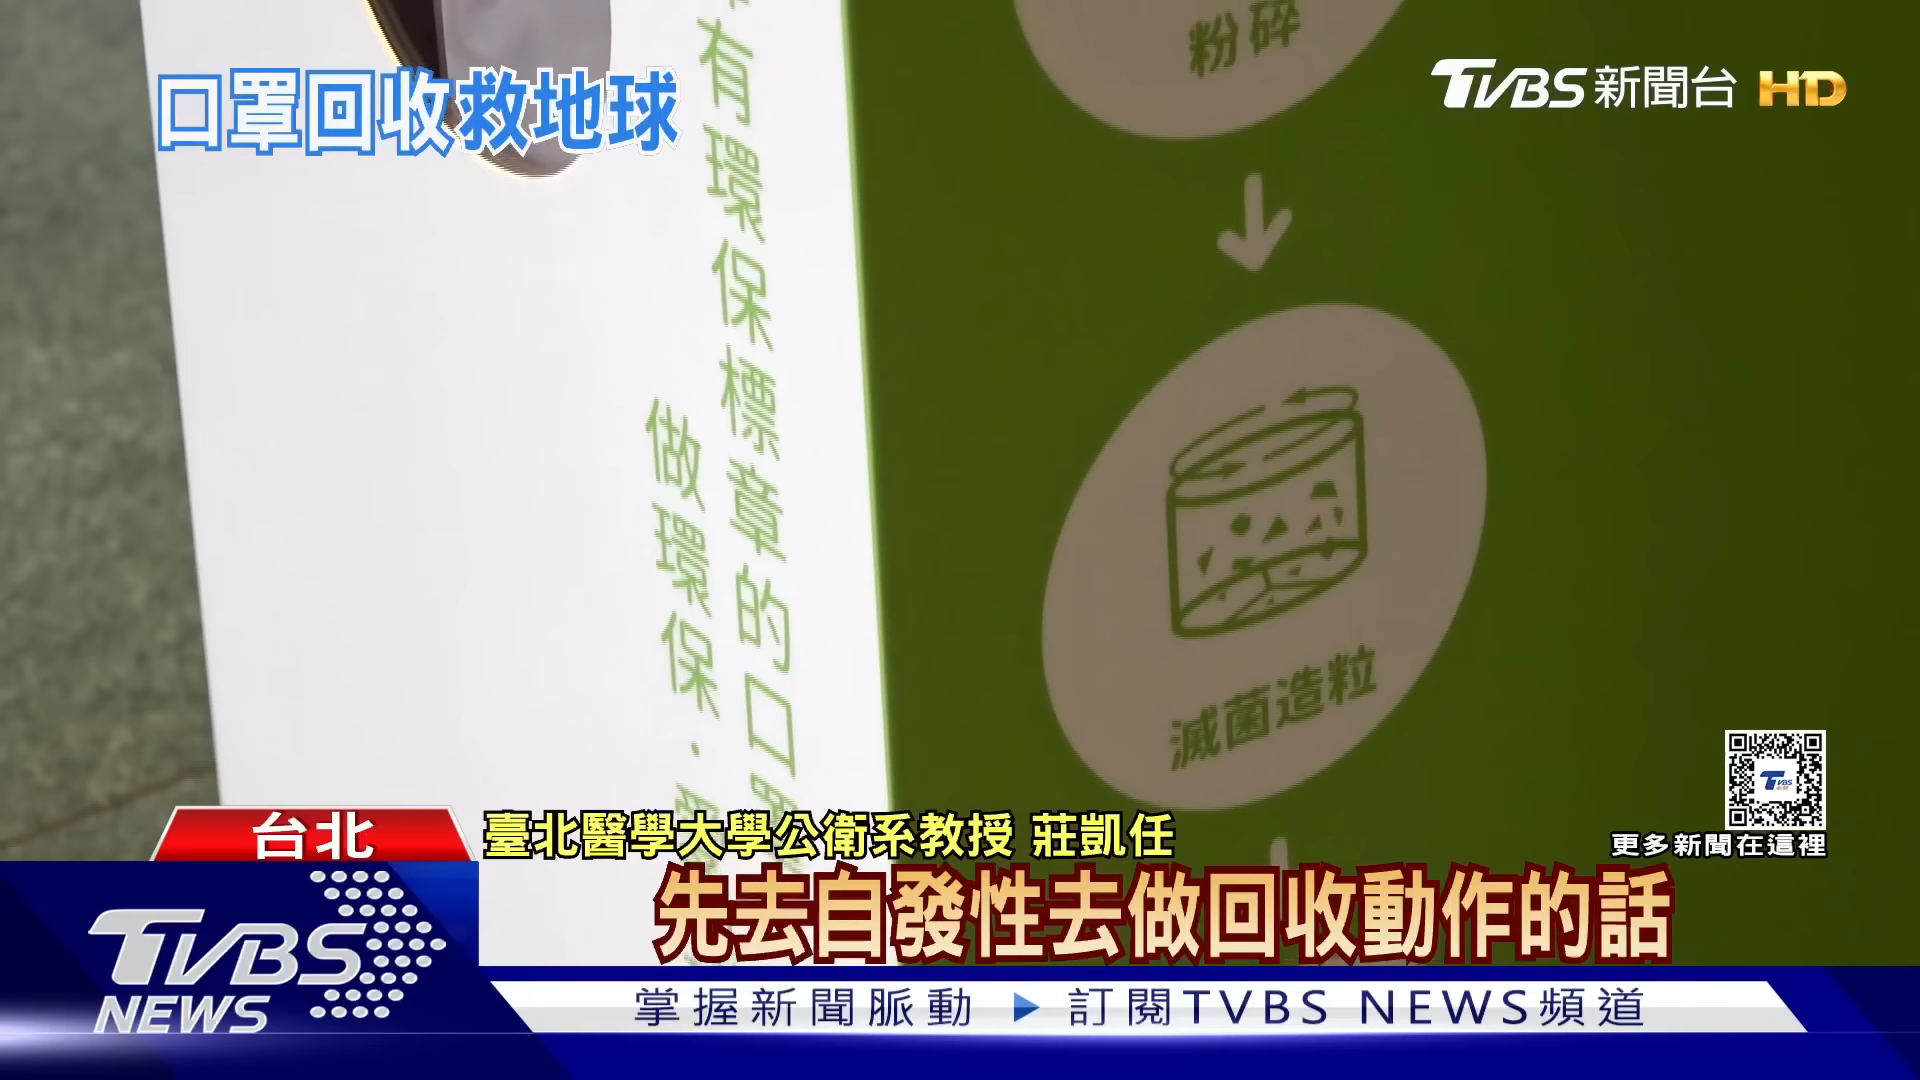 口罩回收救地球
TVBS新聞台 HD
粉碎
有環保標章的口罩
做環保·
滅菌造粒
更多新聞在這裡
台北
臺北醫學大學公衛系教授 莊凱任
先去自發性去做回收動作的話
TVBS NEWS
掌握新聞脈動 ▶ 訂閱TVBS NEWS頻道